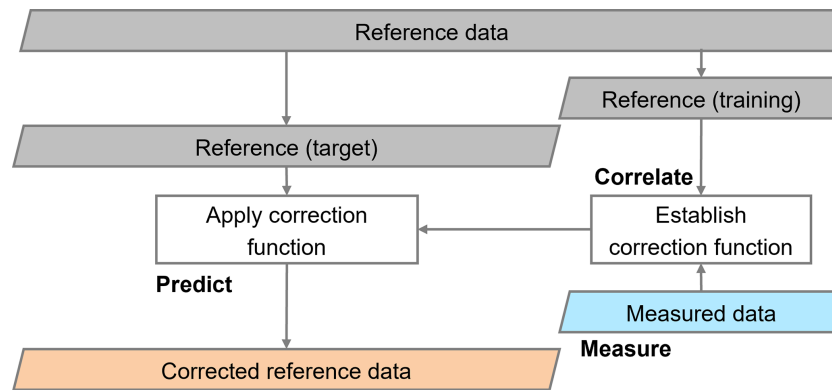 Reference data
Reference (training)
Reference (target)
Correlate
Apply correction
function
Establish
correction function
Predict
Measured data
Measure
Corrected reference data